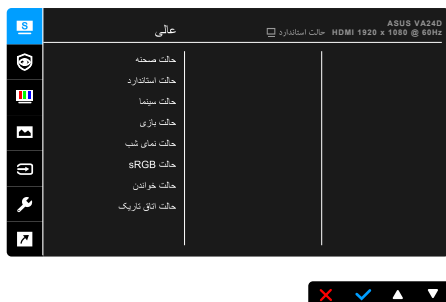 S
عالی
ASUS VA24D
حالت استاندارد HDMI 1920 x 1080 @ 60Hz
حالت صحنه
حالت استاندارد
حالت سینما
حالت بازی
حالت نمای شب
حالت sRGB
حالت خواندن
حالت اتاق تاریک